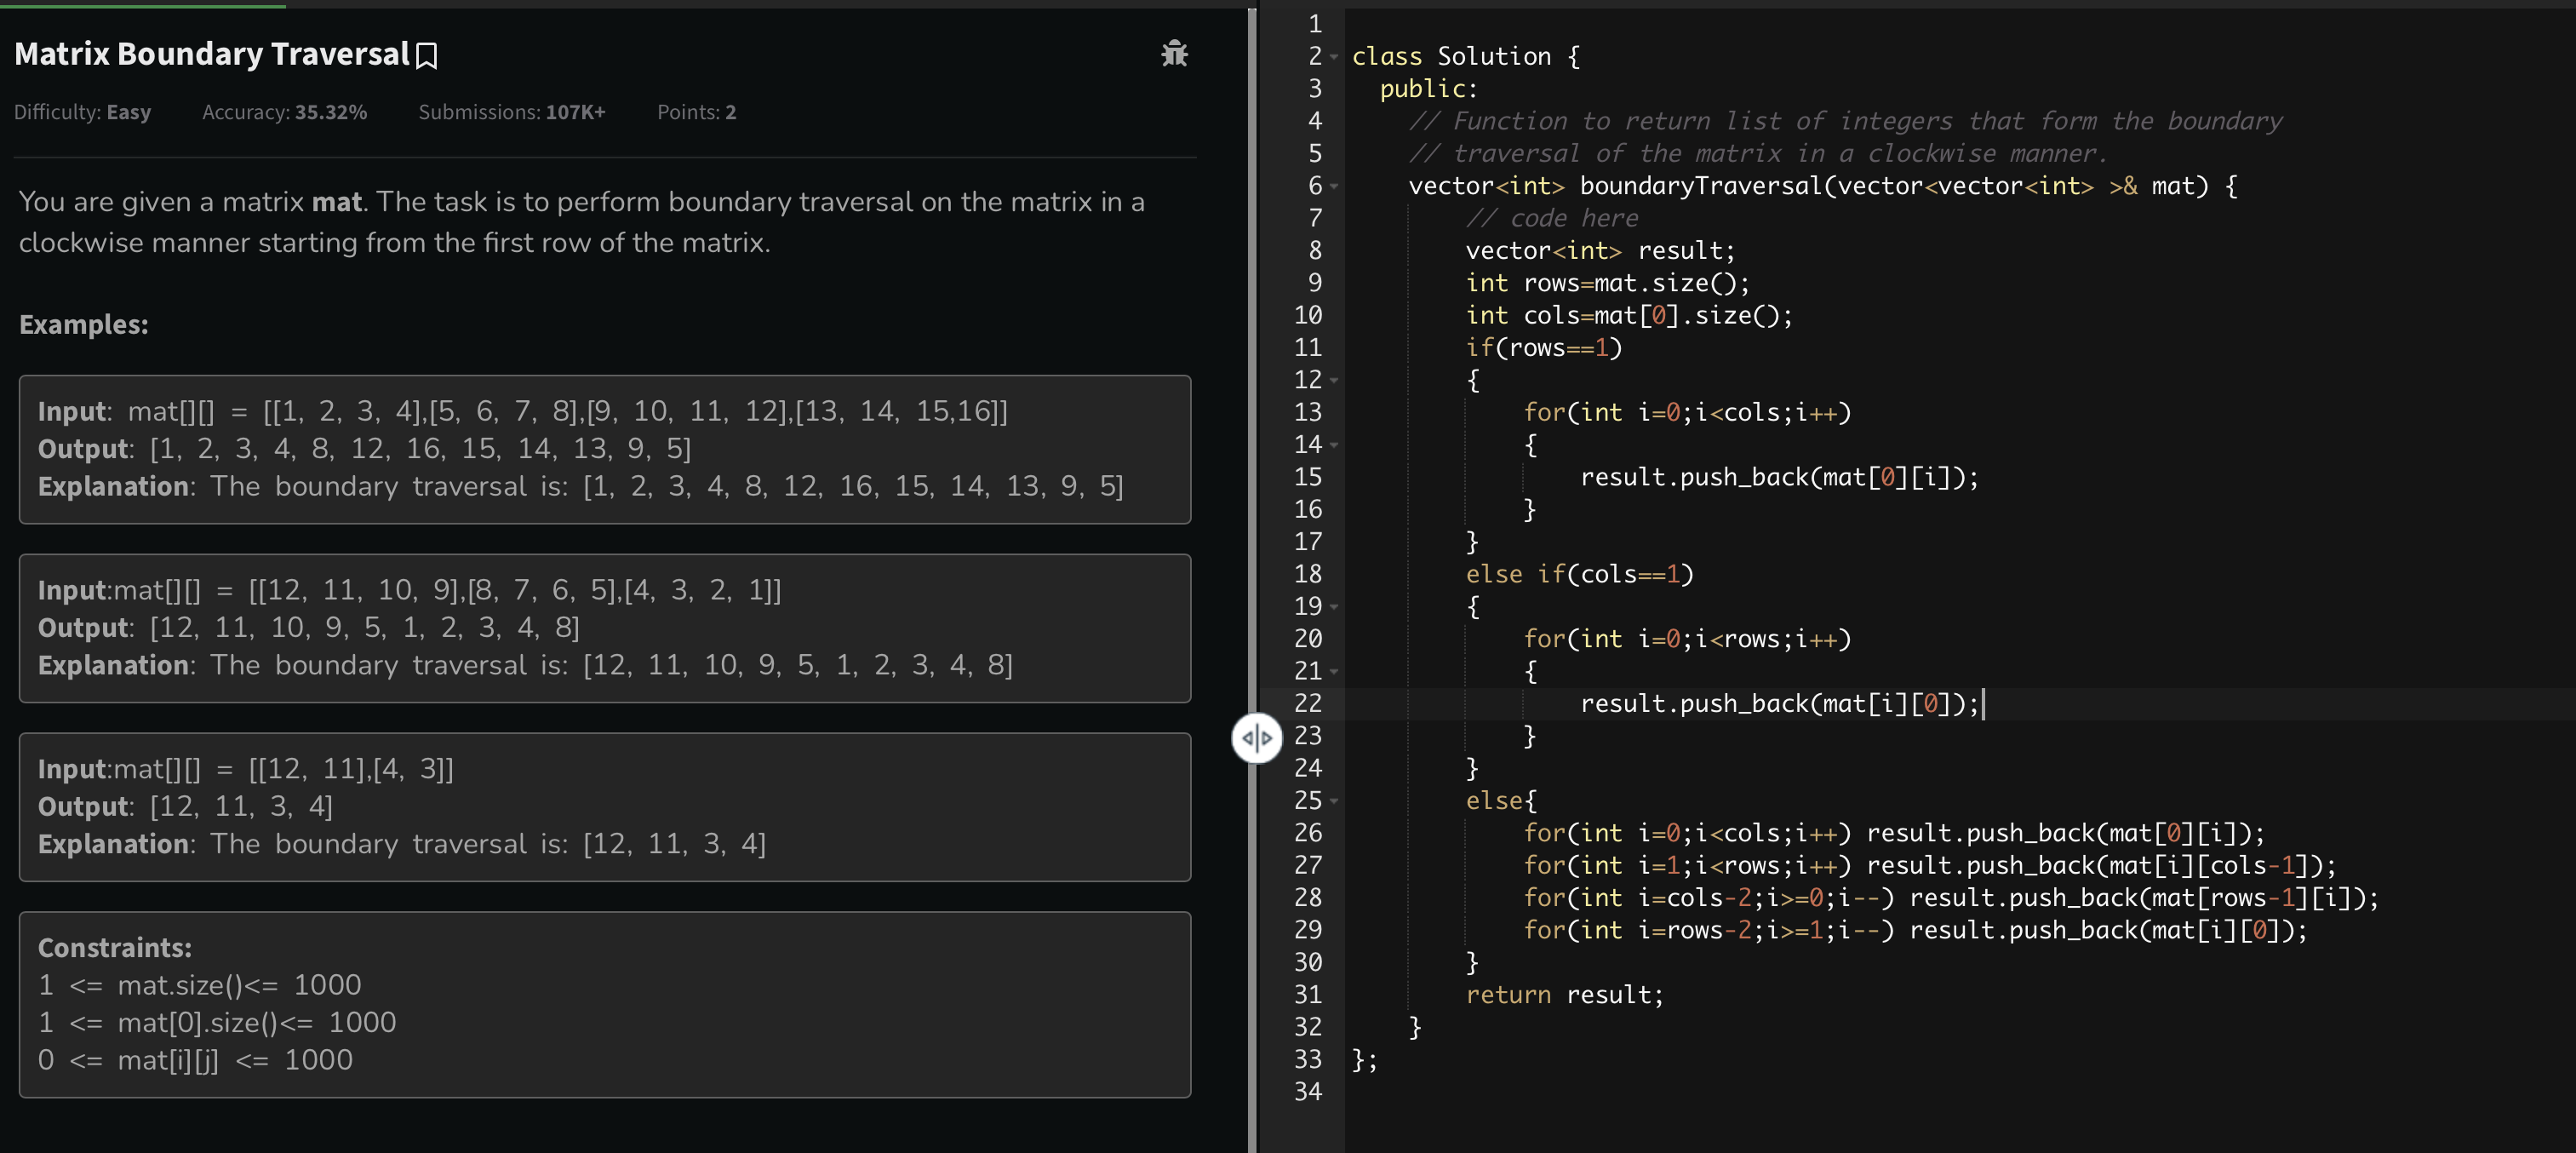 Matrix Boundary Traversal
Difficulty: Easy Accuracy: 35.32% Submissions: 107K+ Points: 2
You are given a matrix mat. The task is to perform boundary traversal on the matrix in a
clockwise manner starting from the first row of the matrix.
Examples:
Input: mat[][] = [[1, 2, 3, 4],[5, 6, 7, 8],[9, 10, 11, 12],[13, 14, 15,16]]
Output: [1, 2, 3, 4, 8, 12, 16, 15, 14, 13, 9, 5]
Explanation: The boundary traversal is: [1, 2, 3, 4, 8, 12, 16, 15, 14, 13, 9, 5]
Input:mat[][] = [[12, 11, 10, 9],[8, 7, 6, 5],[4, 3, 2, 1]]
Output: [12, 11, 10, 9, 5, 1, 2, 3, 4, 8]
Explanation: The boundary traversal is: [12, 11, 10, 9, 5, 1, 2, 3, 4, 8]
Input:mat[][] = [[12, 11],[4, 3]]
Output: [12, 11, 3, 4]
Explanation: The boundary traversal is: [12, 11, 3, 4]
Constraints:
1 <= mat.size()<= 1000
1 <= mat[0].size()<= 1000
0 <= mat[i][j] <= 1000
1
2 class Solution {
3 public:
4 // Function to return list of integers that form the boundary
5 // traversal of the matrix in a clockwise manner.
6 vector<int> boundaryTraversal(vector<vector<int> >& mat) {
7 // code here
8 vector<int> result;
9 int rows=mat.size();
10 int cols=mat[0].size();
11 if(rows==1)
12 {
13 for(int i=0;i<cols;i++)
14 {
15 result.push_back(mat[0][i]);
16 }
17 }
18 else if(cols==1)
19 {
20 for(int i=0;i<rows;i++)
21 {
22 result.push_back(mat[i][0]);
23 }
24 }
25 else{
26 for(int i=0;i<cols;i++) result.push_back(mat[0][i]);
27 for(int i=1;i<rows;i++) result.push_back(mat[i][cols-1]);
28 for(int i=cols-2;i>=0;i--) result.push_back(mat[rows-1][i]);
29 for(int i=rows-2;i>=1;i--) result.push_back(mat[i][0]);
30 }
31 return result;
32 }
33 };
34